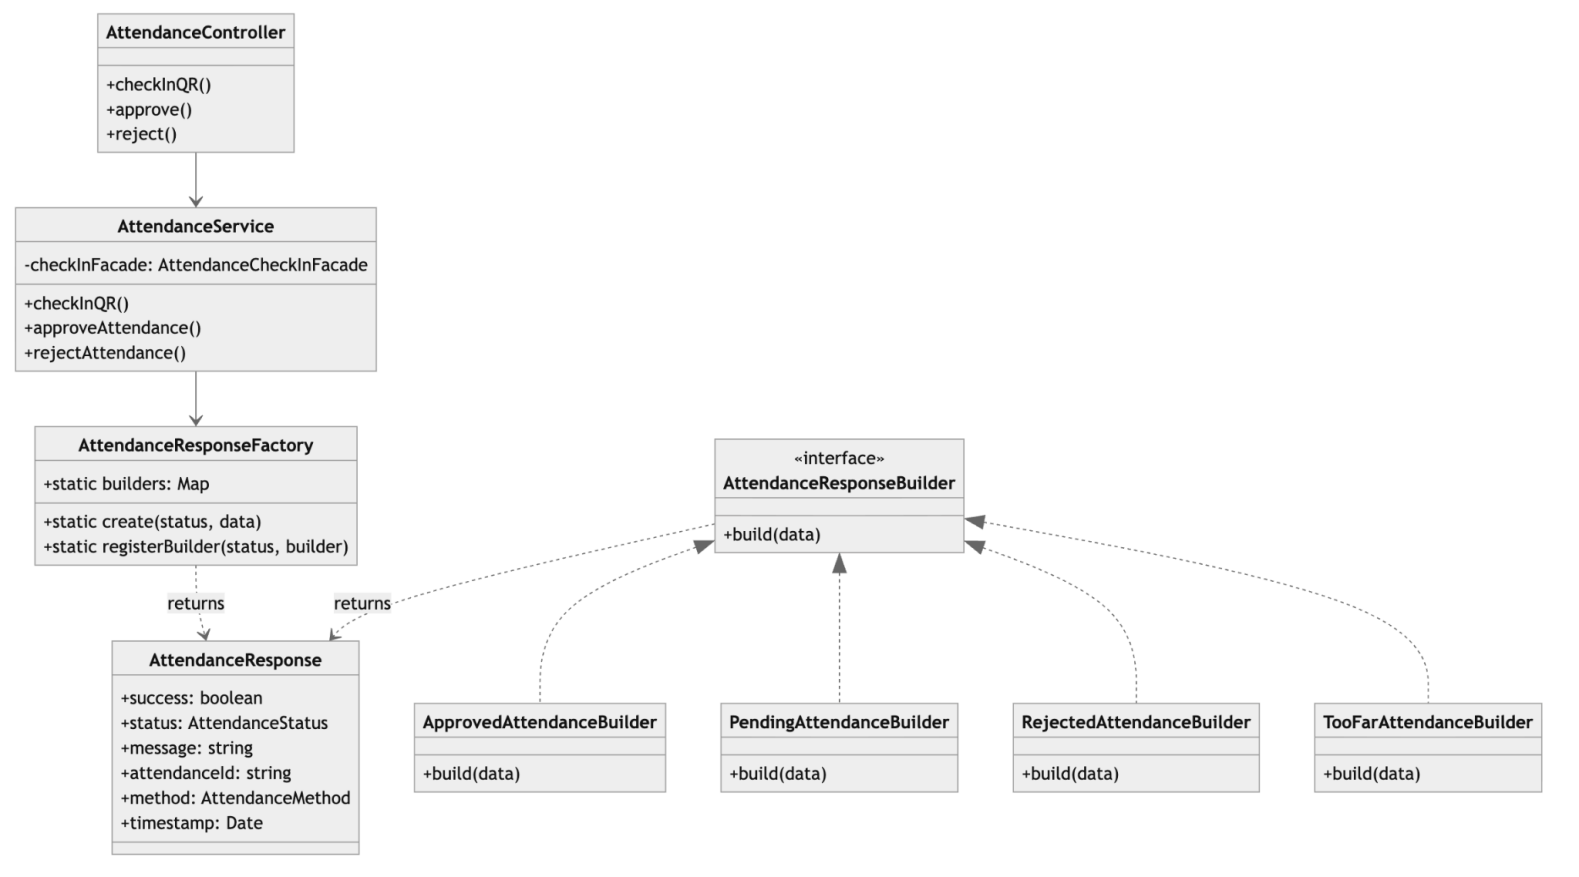 AttendanceController
+checkInQR()
+approve()
+reject()
AttendanceService
-checkInFacade: AttendanceCheckInFacade
+checkInQR()
+approveAttendance()
+rejectAttendance()
AttendanceResponseFactory
+static builders: Map
+static create(status, data)
+static registerBuilder(status, builder)
«interface»
AttendanceResponseBuilder
+build(data)
returns
returns
AttendanceResponse
+success: boolean
+status: AttendanceStatus
+message: string
+attendanceId: string
+method: AttendanceMethod
+timestamp: Date
ApprovedAttendanceBuilder
+build(data)
PendingAttendanceBuilder
+build(data)
RejectedAttendanceBuilder
+build(data)
TooFarAttendanceBuilder
+build(data)